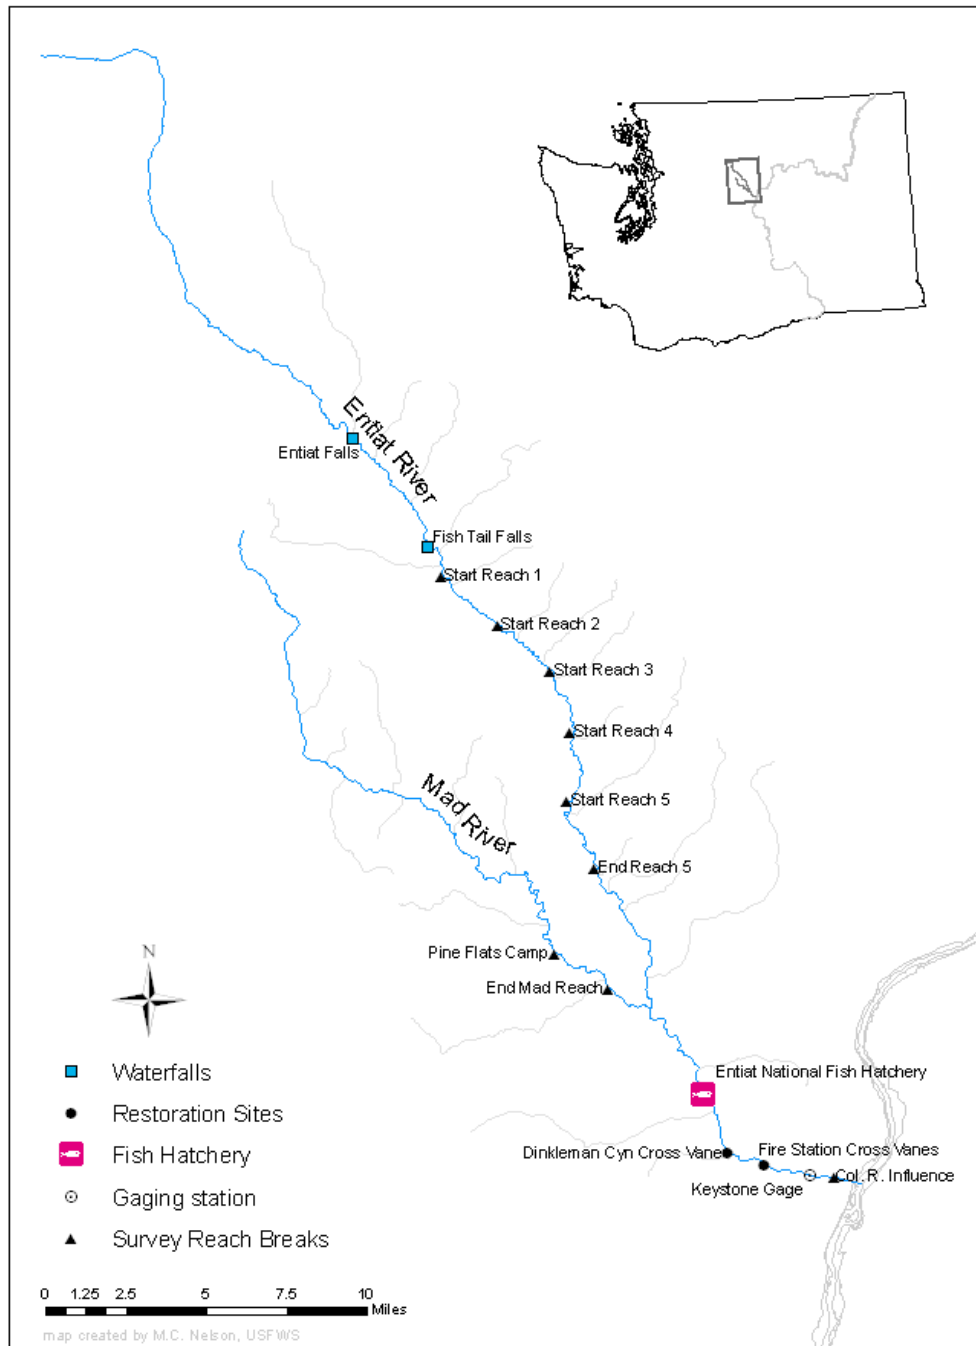 Entiat River
Entiat Falls
Fish Tail Falls
Start Reach 1
Start Reach 2
Start Reach 3
Start Reach 4
Mad River
Start Reach 5
End Reach 5
N
Pine Flats Camp
End Mad Reach
Waterfalls
Restoration Sites
Fish Hatchery
Gaging station
Survey Reach Breaks
Entiat National Fish Hatchery
Dinkleman Cyn Cross Vane
Fire Station Cross Vanes
Keystone Gage
Col. R. Influence
0 1.25 2.5 5 7.5 10
Miles
map created by M.C. Nelson, USFWS